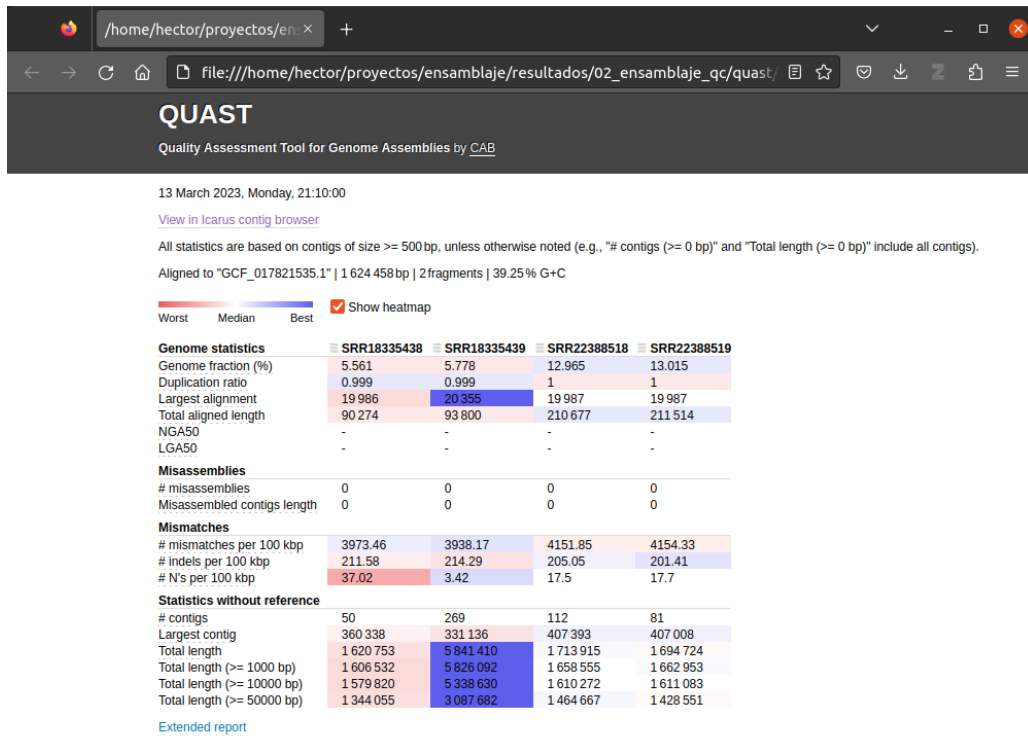 /home/hector/proyectos/en
file:///home/hector/proyectos/ensamblaje/resultados/02_ensamblaje_qc/quast/
QUAST
Quality Assessment Tool for Genome Assemblies by CAB
13 March 2023, Monday, 21:10:00
View in Icarus contig browser
All statistics are based on contigs of size >= 500 bp, unless otherwise noted (e.g., "# contigs (>= 0 bp)" and "Total length (>= 0 bp)" include all contigs).
Aligned to "GCF_017821535.1" | 1 624 458 bp | 2 fragments | 39.25 % G+C
Show heatmap
Worst Median Best
Genome statistics SRR18335438 SRR18335439 SRR22388518 SRR22388519
Genome fraction (%) 5.561 5.778 12.965 13.015
Duplication ratio 0.999 0.999 1 1
Largest alignment 19 986 20 355 19 987 19 987
Total aligned length 90 274 93 800 210 677 211 514
NGA50 - - - -
LGA50 - - - -
Misassemblies
# misassemblies 0 0 0 0
Misassembled contigs length 0 0 0 0
Mismatches
# mismatches per 100 kbp 3973.46 3938.17 4151.85 4154.33
# indels per 100 kbp 211.58 214.29 205.05 201.41
# N's per 100 kbp 37.02 3.42 17.5 17.7
Statistics without reference
# contigs 50 269 112 81
Largest contig 360 338 331 136 407 393 407 008
Total length 1 620 753 5 841 410 1 713 915 1 694 724
Total length (>= 1000 bp) 1 606 532 5 826 092 1 658 555 1 662 953
Total length (>= 10000 bp) 1 579 820 5 338 630 1 610 272 1 611 083
Total length (>= 50000 bp) 1 344 055 3 087 682 1 464 667 1 428 551
Extended report